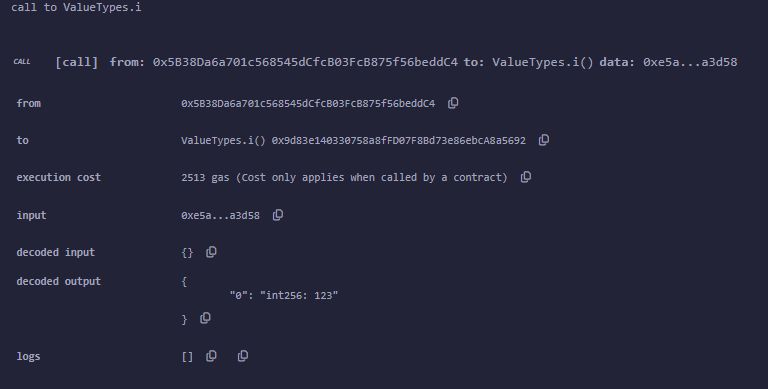 call to ValueTypes.i
CALL [call] from: 0x5B38Da6a701c568545dCfcB03FcB875f56beddC4 to: ValueTypes.i() data: 0xe5a...a3d58
from 0x5B38Da6a701c568545dCfcB03FcB875f56beddC4
to ValueTypes.i() 0x9d83e140330758a8fFD07F8Bd73e86ebcA8a5692
execution cost 2513 gas (Cost only applies when called by a contract)
input 0xe5a...a3d58
decoded input {}
decoded output {
"0": "int256: 123"
}
logs []